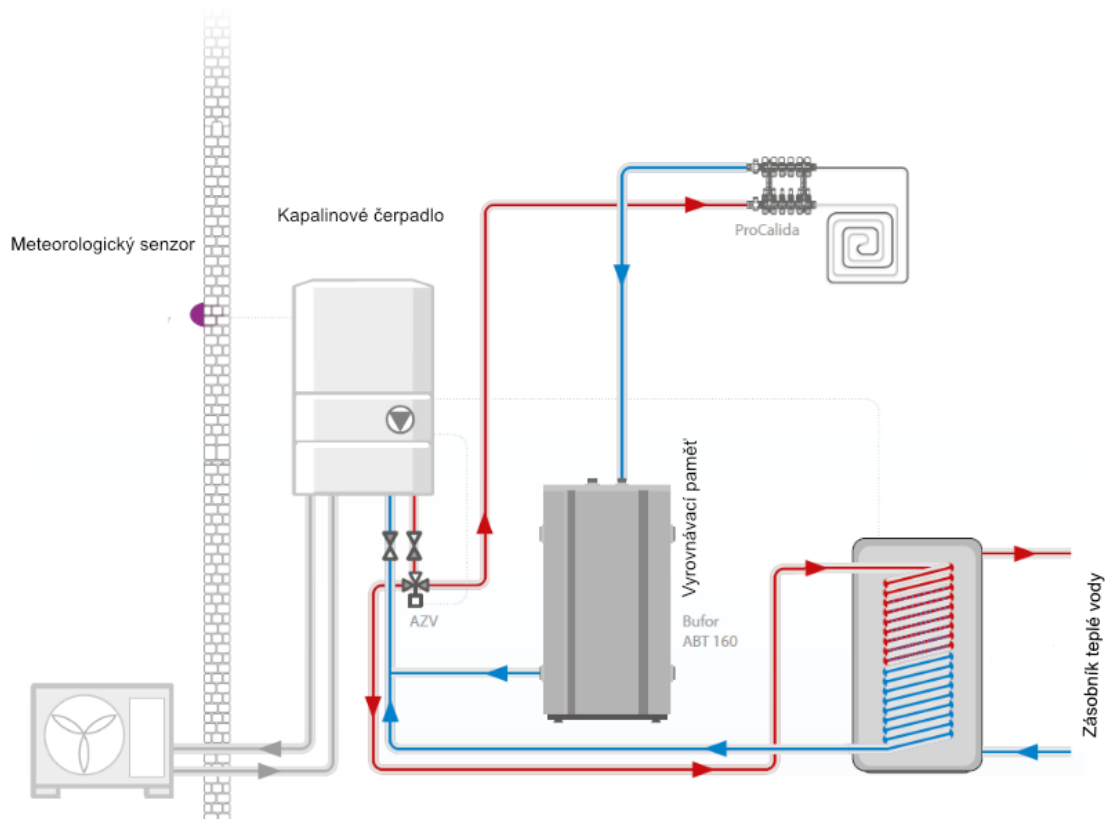 Kapalinové čerpadlo
Meteorologický senzor
ProCalida
Vyrovnávací paměť
AZV
Bufor
ABT 160
Zásobník teplé vody